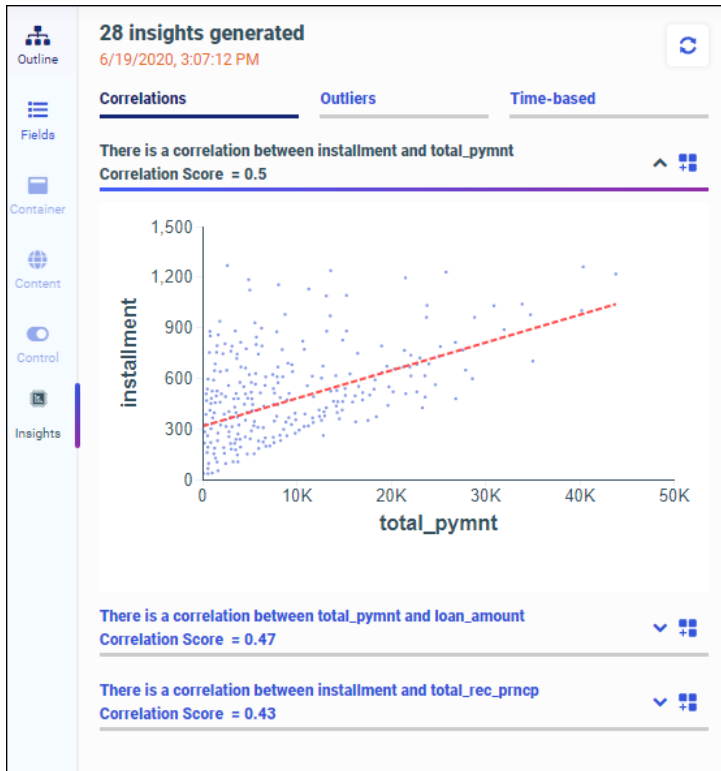 28 insights generated
6/19/2020, 3:07:12 PM
Outline
Fields
Container
Content
Control
Insights
Correlations
Outliers
Time-based
There is a correlation between installment and total_pymnt
Correlation Score = 0.5
1,500
1,200
900
600
300
0
installment
0
10K
20K
30K
40K
50K
total_pymnt
There is a correlation between total_pymnt and loan_amount
Correlation Score = 0.47
There is a correlation between installment and total_rec_prncp
Correlation Score = 0.43